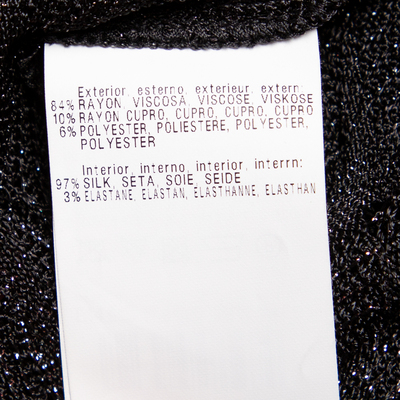 Exterior, esterno, exterieur, extern:
84% RAYON, VISCOSA, VISCOSE, VISKOSE
10% RAYON CUPRO, CUPRO, CUPRO, CUPRO
6% POLYESTER, POLIESTERE, POLYESTER,
POLYESTER
Interior, interno, interior, interrn:
97% SILK, SETA, SOIE, SEIDE
3% ELASTANE, ELASTAN, ELASTHANNE, ELASTHAN